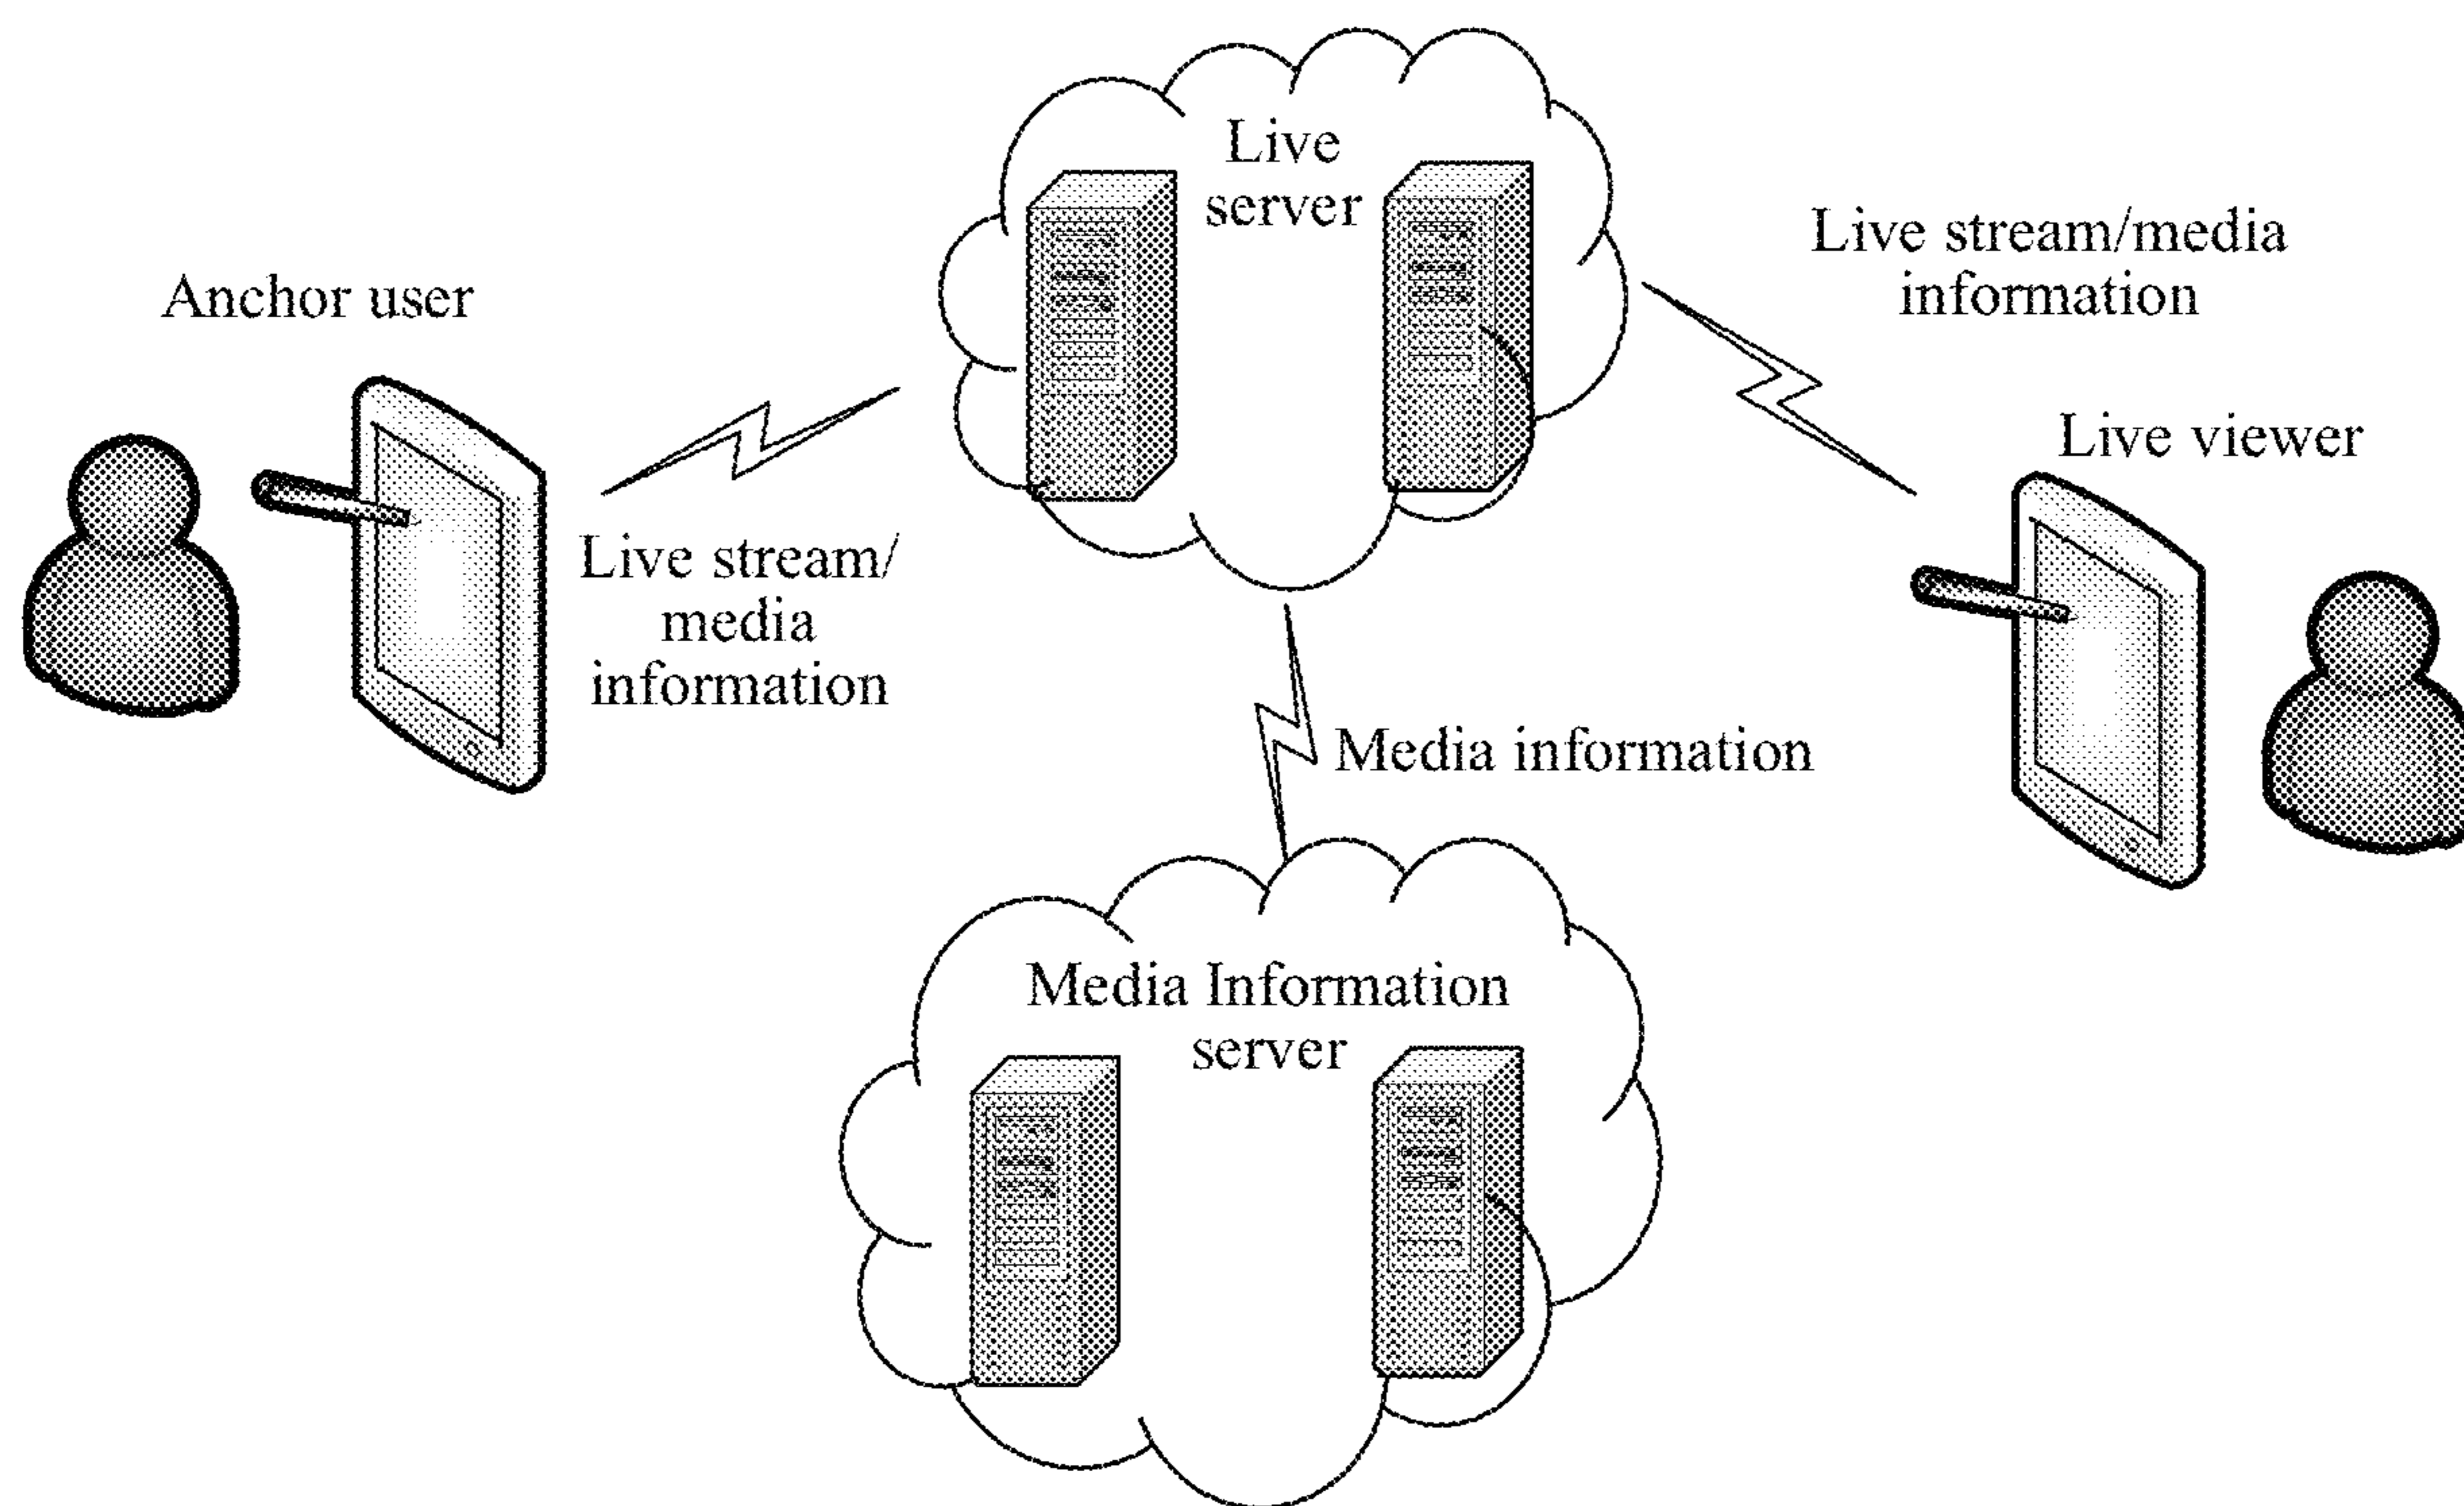 Live
server
Live stream/media
information
Anchor user
Live viewer
Live stream/
media
information
Media information
Media Information
server